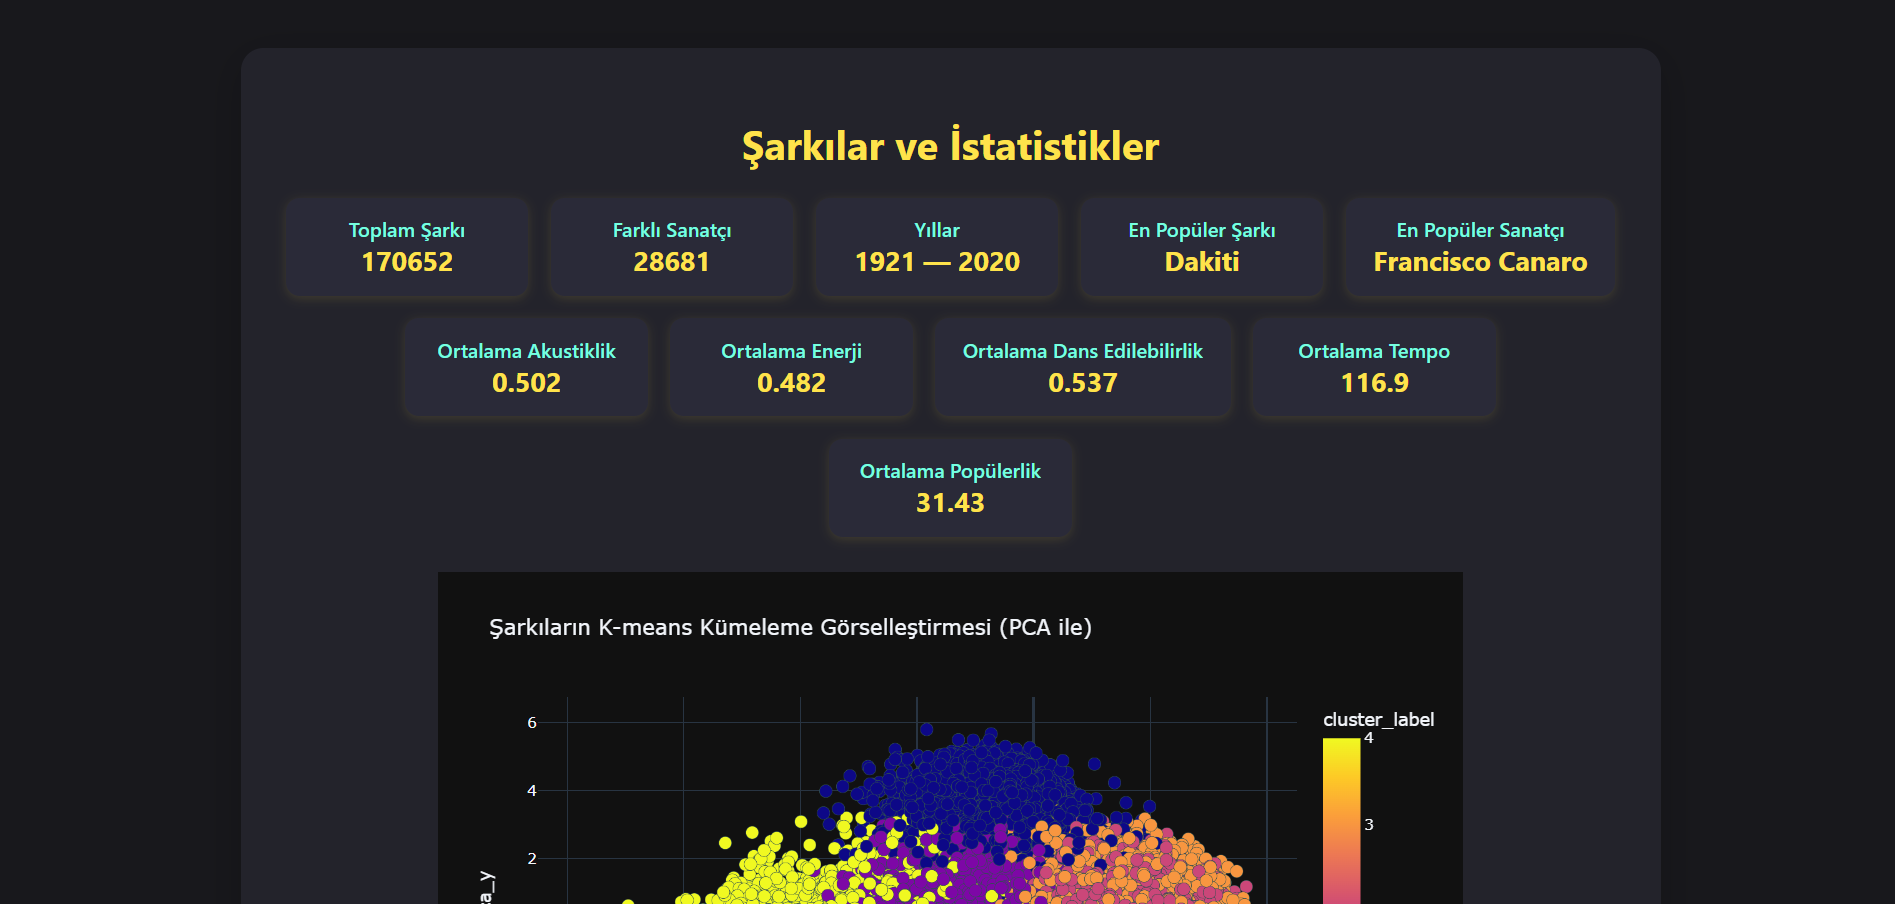 Şarkılar ve İstatistikler
Toplam Şarkı
170652
Farklı Sanatçı
28681
Yıllar
1921 — 2020
En Popüler Şarkı
Dakiti
En Popüler Sanatçı
Francisco Canaro
Ortalama Akustiklik
0.502
Ortalama Enerji
0.482
Ortalama Dans Edilebilirlik
0.537
Ortalama Tempo
116.9
Ortalama Popülerlik
31.43
Şarkıların K-means Kümeleme Görselleştirmesi (PCA ile)
6
4
2
cluster_label
4
3